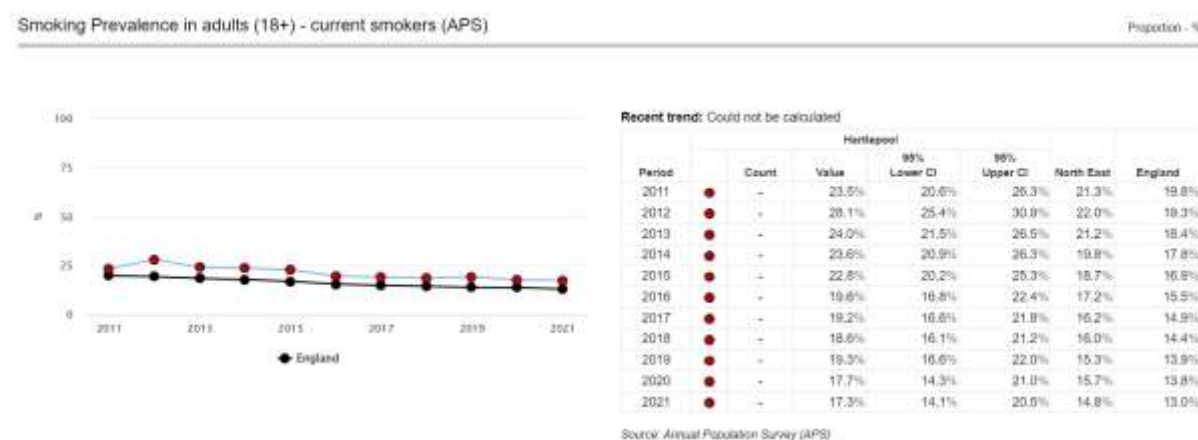 Smoking Prevalence in adults (18+) - current smokers (APS)
Proportion - %
100
75
%
50
25
0
2011 2013 2015 2017 2019 2021
England
Recent trend: Could not be calculated
Hartlepool
Period Count Value 95% Lower CI 95% Upper CI North East England
2011 - 23.5% 20.6% 26.3% 21.3% 19.8%
2012 - 28.1% 25.4% 30.8% 22.0% 19.3%
2013 - 24.0% 21.5% 26.5% 21.2% 18.4%
2014 - 23.6% 20.9% 26.3% 19.8% 17.8%
2015 - 22.8% 20.2% 25.3% 18.7% 16.9%
2016 - 19.6% 16.8% 22.4% 17.2% 15.5%
2017 - 19.2% 16.6% 21.8% 16.2% 14.9%
2018 - 18.6% 16.1% 21.2% 16.0% 14.4%
2019 - 19.3% 16.6% 22.0% 15.3% 13.9%
2020 - 17.7% 14.3% 21.0% 15.7% 13.8%
2021 - 17.3% 14.1% 20.5% 14.8% 13.0%
Source: Annual Population Survey (APS)